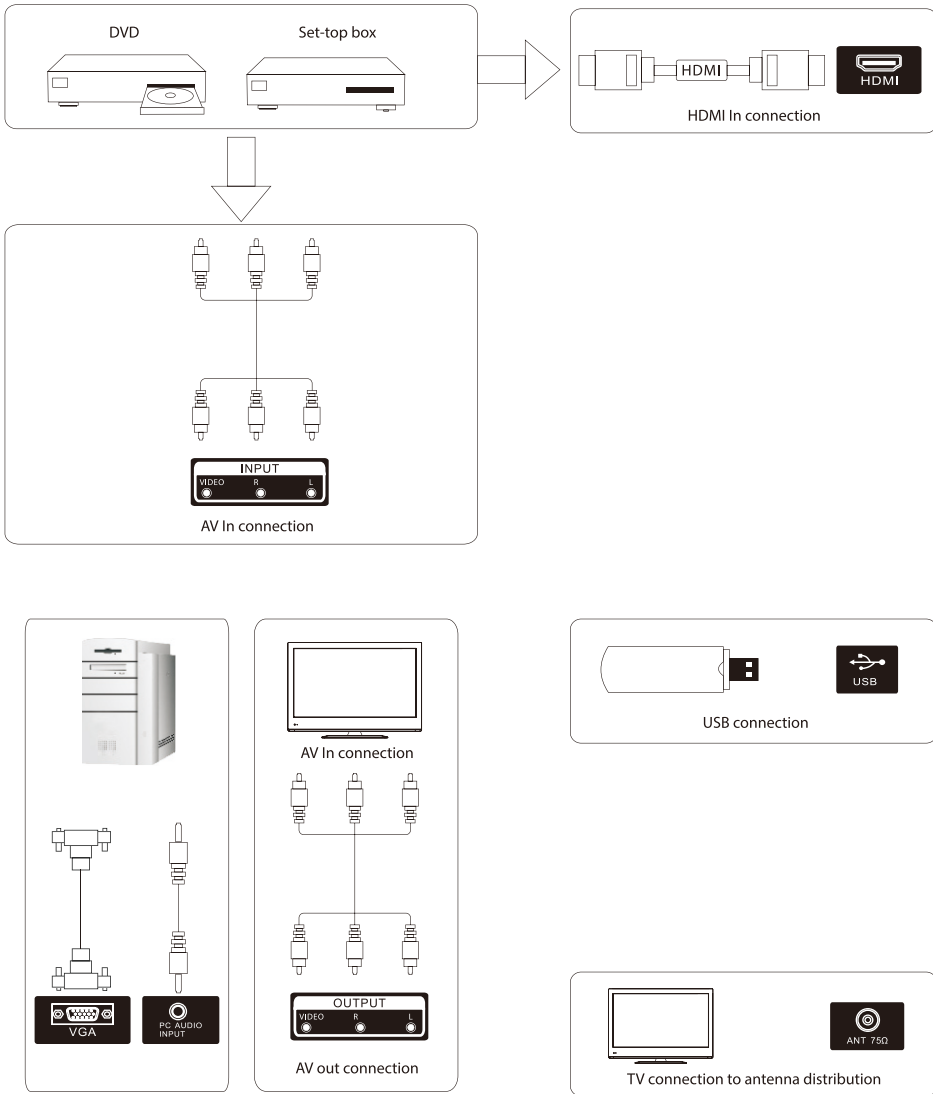 DVD
Set-top box
HDMI
HDMI
HDMI In connection
INPUT
VIDEO R L
AV In connection
AV In connection
USB
USB connection
VGA
PC AUDIO
INPUT
OUTPUT
VIDEO R L
AV out connection
ANT 75Ω
TV connection to antenna distribution